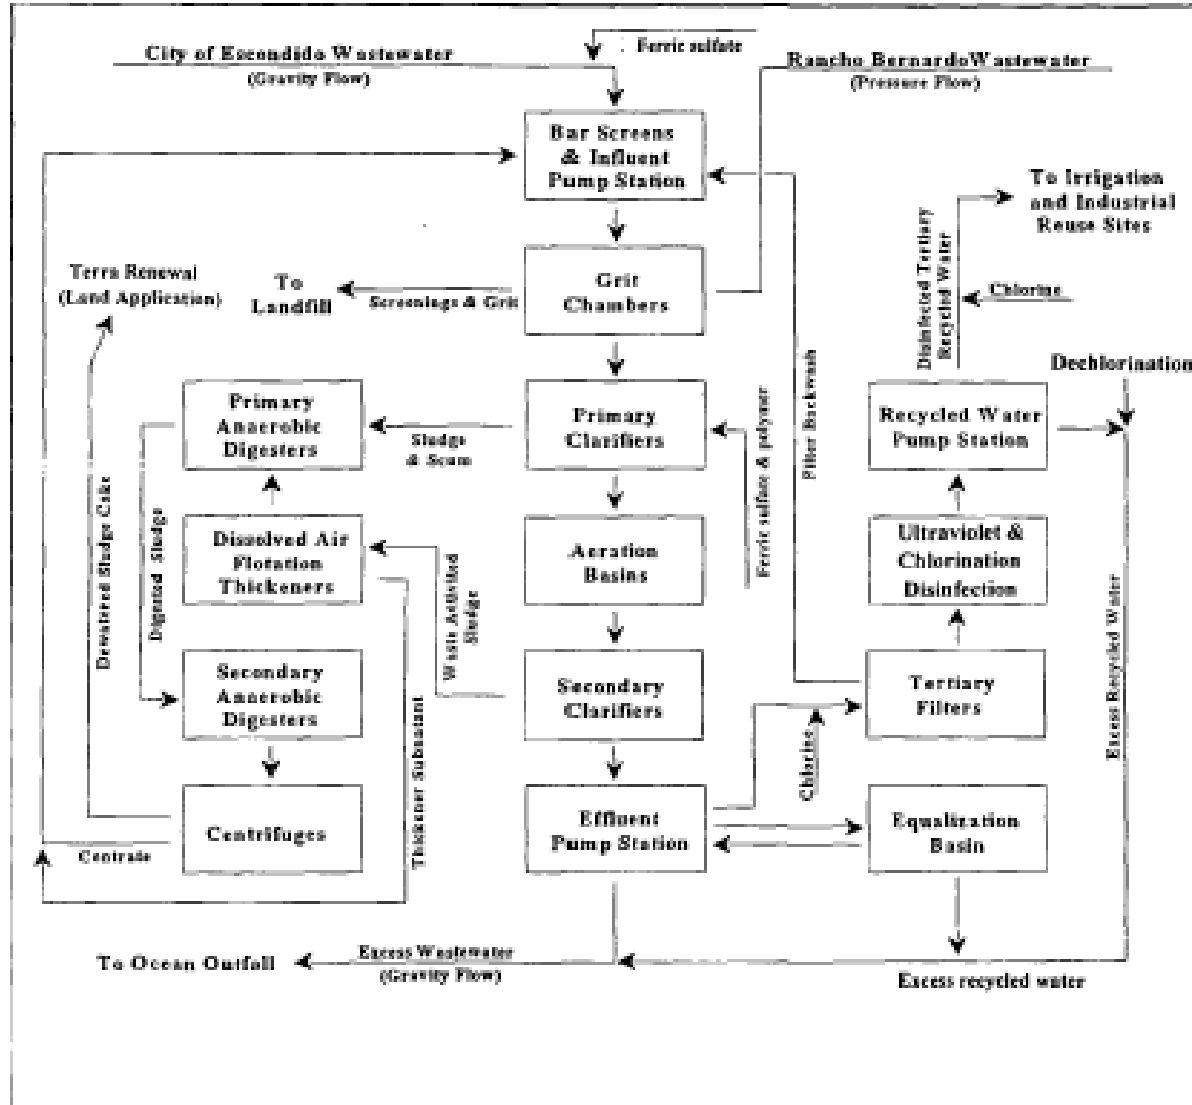 Ferric sulfate
City of Escondido Wastewater
(Gravity Flow)
Rancho Bernardo Wastewater
(Pressure Flow)
Bar Screens
& Influent
Pump Station
To Irrigation
and Industrial
Reuse Sites
Terra Renewal
(Land Application)
To
Landfill
Screenings & Grit
Grit
Chambers
Disinfected Tertiary
Recycled Water
Chlorine
Dechlorination
Primary
Anaerobic
Digesters
Sludge
& Scum
Primary
Clarifiers
Ferric sulfate & polymer
Filter Backwash
Recycled Water
Pump Station
Dewatered Sludge Cake
Digested Sludge
Dissolved Air
Flotation
Thickeners
Waste Activated
Sludge
Aeration
Basins
Ultraviolet &
Chlorination
Disinfection
Excess Recycled Water
Secondary
Anaerobic
Digesters
Thickener Subnatant
Secondary
Clarifiers
Tertiary
Filters
Chlorine
Centrifuges
Centrate
Effluent
Pump Station
Equalization
Basin
To Ocean Outfall
Excess Wastewater
(Gravity Flow)
Excess recycled water